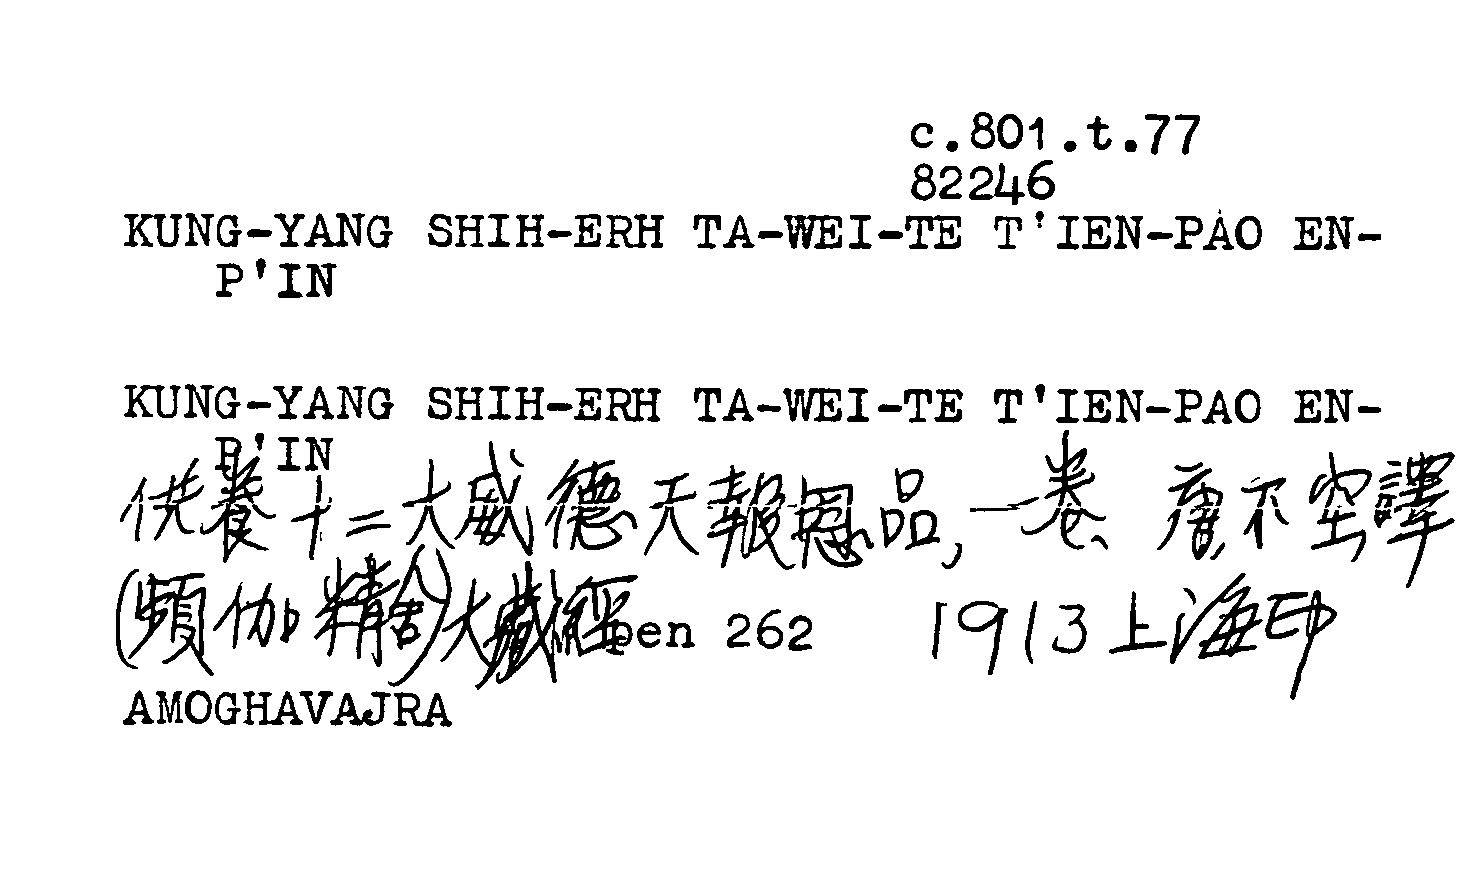 c.801.t.77
82246
KUNG-YANG SHIH-ERH TA-WEI-TE T'IEN-PAO EN-
P'IN
KUNG-YANG SHIH-ERH TA-WEI-TE T'IEN-PAO EN-
P'IN
供養十二大威德天報恩品,一卷 唐不空譯
(頻伽精舍)大藏經 pen 262 1913上海印
AMOGHAVAJRA